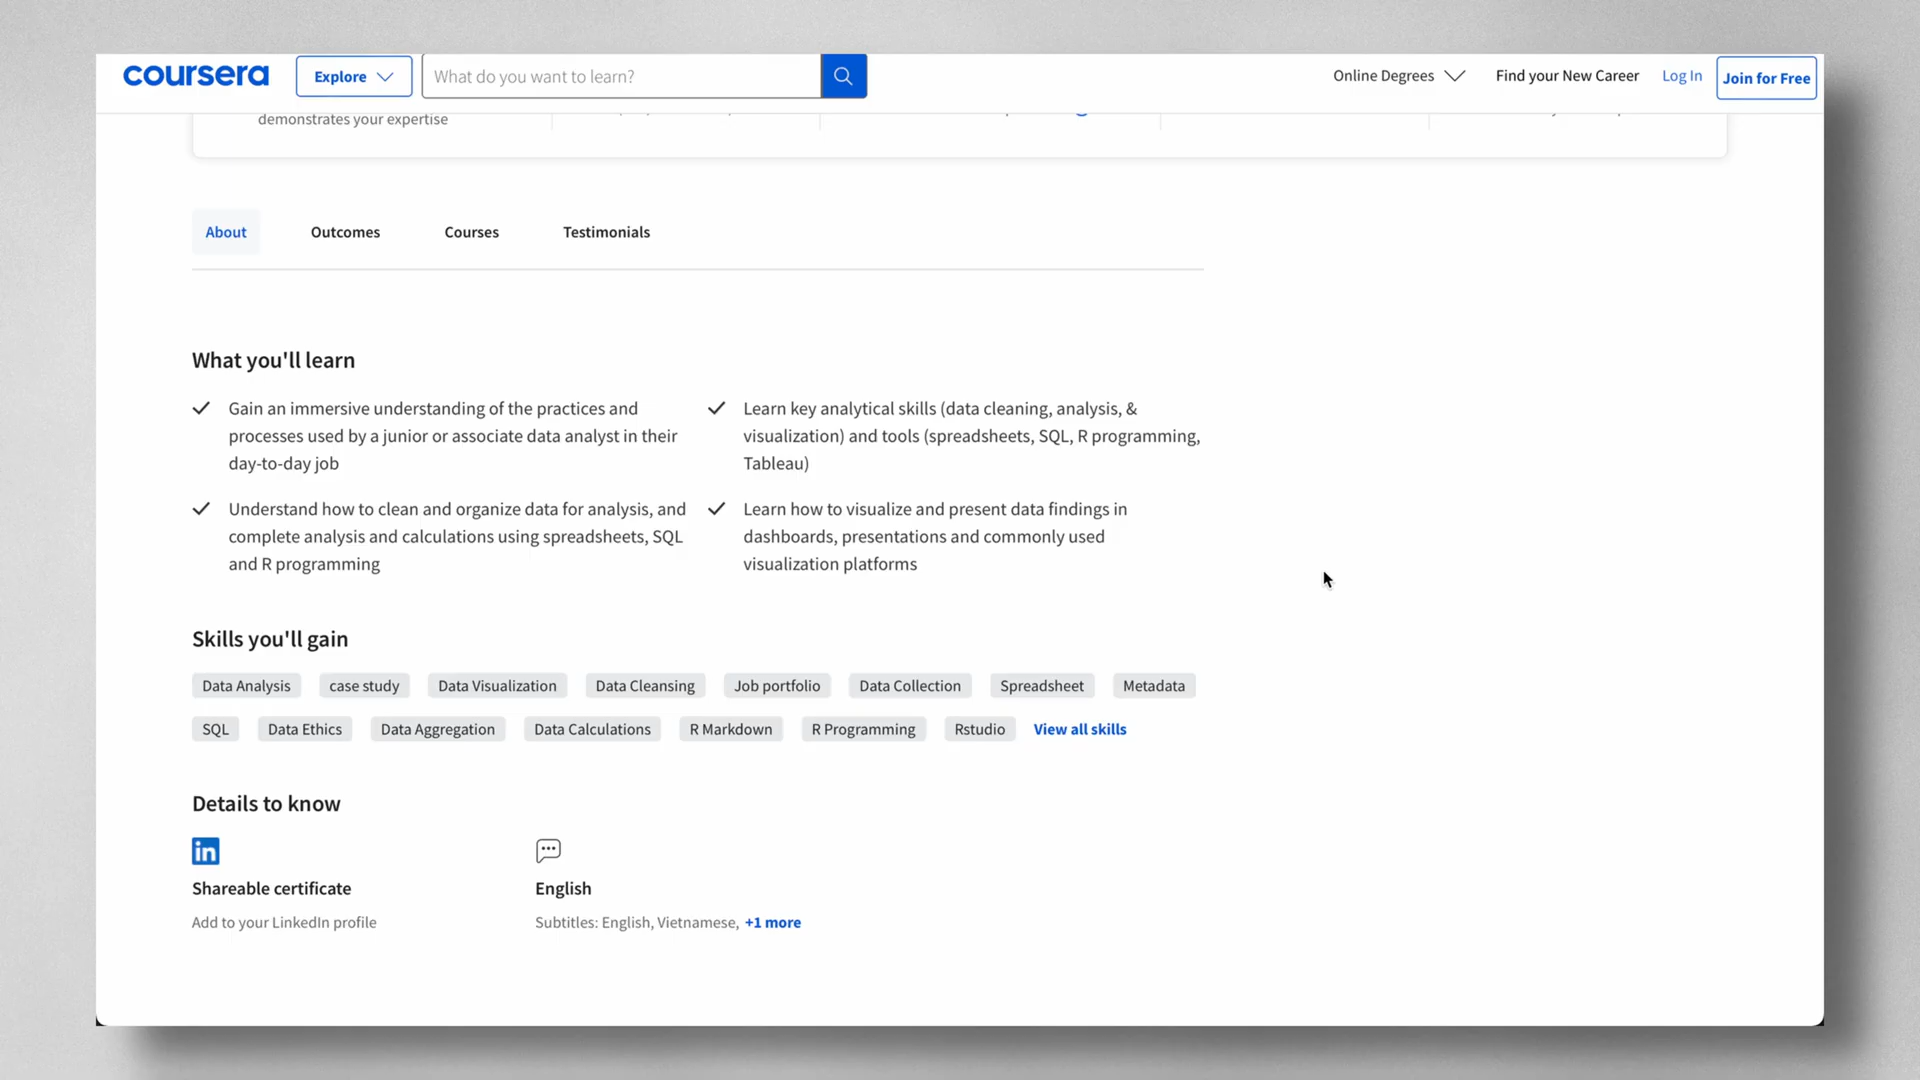 coursera
Explore
What do you want to learn?
Online Degrees
Find your New Career
Log In
Join for Free
demonstrates your expertise
About
Outcomes
Courses
Testimonials
What you'll learn
Gain an immersive understanding of the practices and
processes used by a junior or associate data analyst in their
day-to-day job
Learn key analytical skills (data cleaning, analysis, &
visualization) and tools (spreadsheets, SQL, R programming,
Tableau)
Understand how to clean and organize data for analysis, and
complete analysis and calculations using spreadsheets, SQL
and R programming
Learn how to visualize and present data findings in
dashboards, presentations and commonly used
visualization platforms
Skills you'll gain
Data Analysis
case study
Data Visualization
Data Cleansing
Job portfolio
Data Collection
Spreadsheet
Metadata
SQL
Data Ethics
Data Aggregation
Data Calculations
R Markdown
R Programming
Rstudio
View all skills
Details to know
in
Shareable certificate
Add to your LinkedIn profile
English
Subtitles: English, Vietnamese, +1 more